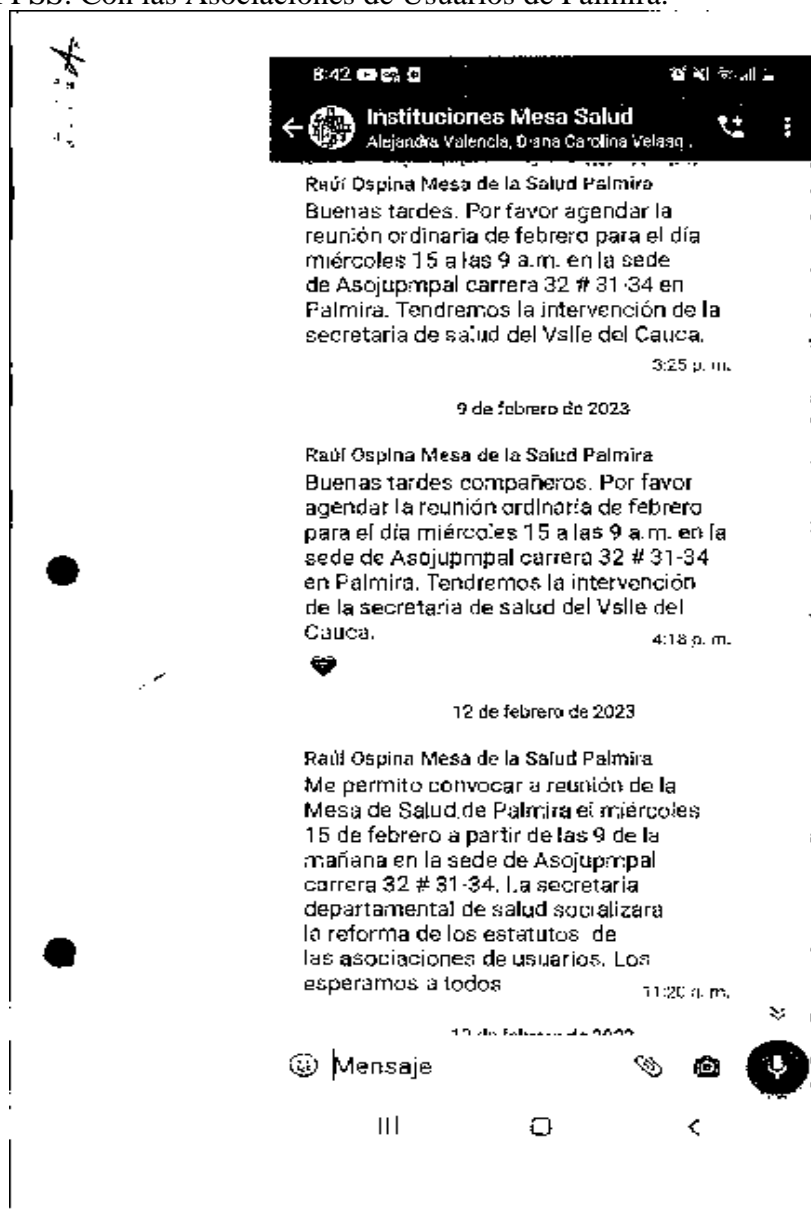 PSS. Con las Asociaciones de Usuarios de Palmira.
8:42
Instituciones Mesa Salud
Alejandra Valencia, Diana Carolina Velasq.
Raúl Ospina Mesa de la Salud Palmira
Buenas tardes. Por favor agendar la
reunión ordinaria de febrero para el día
miércoles 15 a las 9 a.m. en la sede
de Asojupmpal carrera 32 # 31-34 en
Palmira. Tendremos la intervención de la
secretaria de salud del Vslle del Cauca.
3:25 p. m.
9 de febrero de 2023
Raúl Ospina Mesa de la Salud Palmira
Buenas tardes compañeros. Por favor
agendar la reunión ordinaria de febrero
para el día miércoles 15 a las 9 a.m. en la
sede de Asojupmpal carrera 32 # 31-34
en Palmira. Tendremos la intervención
de la secretaria de salud del Vslle del
Cauca.
4:18 p. m.
12 de febrero de 2023
Raúl Ospina Mesa de la Salud Palmira
Me permito convocar a reunión de la
Mesa de Salud de Palmira el miércoles
15 de febrero a partir de las 9 de la
mañana en la sede de Asojupmpal
carrera 32 # 31-34. La secretaria
departamental de salud socializara
la reforma de los estatutos de
las asociaciones de usuarios. Los
esperamos a todos
11:20 a. m.
de febrero de 2023
Mensaje